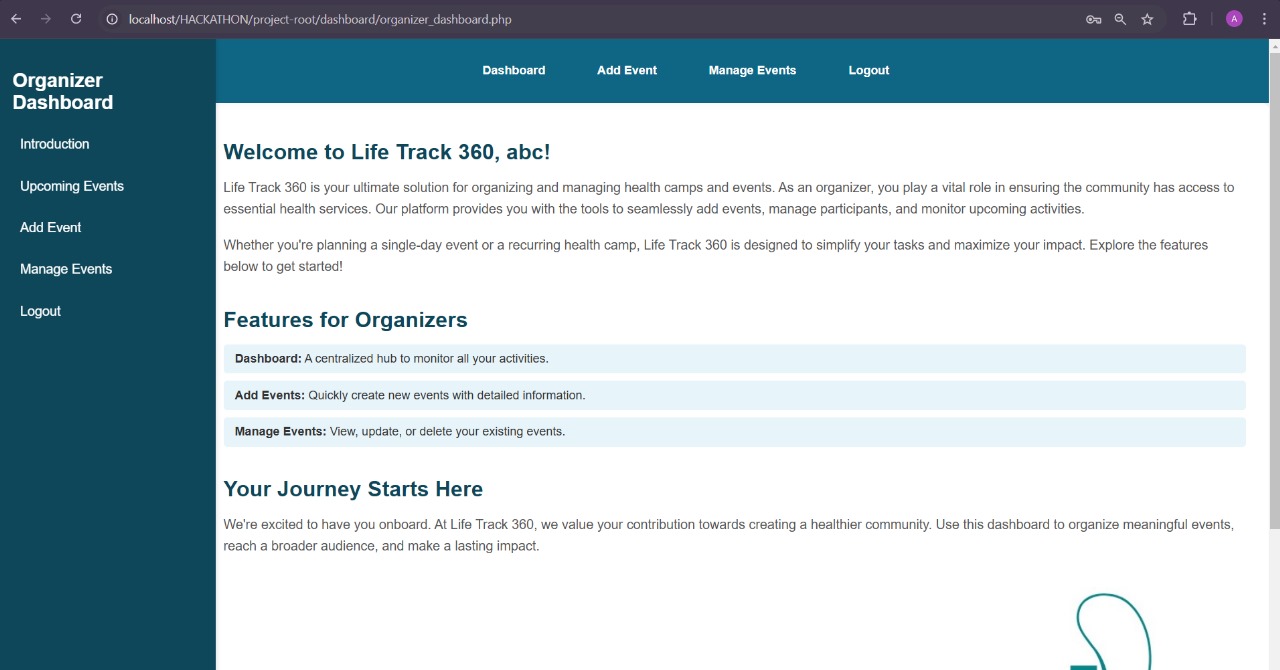 localhost/HACKATHON/project-root/dashboard/organizer_dashboard.php
A
Organizer
Dashboard
Introduction
Upcoming Events
Add Event
Manage Events
Logout
Dashboard Add Event Manage Events Logout
Welcome to Life Track 360, abc!
Life Track 360 is your ultimate solution for organizing and managing health camps and events. As an organizer, you play a vital role in ensuring the community has access to
essential health services. Our platform provides you with the tools to seamlessly add events, manage participants, and monitor upcoming activities.
Whether you're planning a single-day event or a recurring health camp, Life Track 360 is designed to simplify your tasks and maximize your impact. Explore the features
below to get started!
Features for Organizers
Dashboard: A centralized hub to monitor all your activities.
Add Events: Quickly create new events with detailed information.
Manage Events: View, update, or delete your existing events.
Your Journey Starts Here
We're excited to have you onboard. At Life Track 360, we value your contribution towards creating a healthier community. Use this dashboard to organize meaningful events,
reach a broader audience, and make a lasting impact.